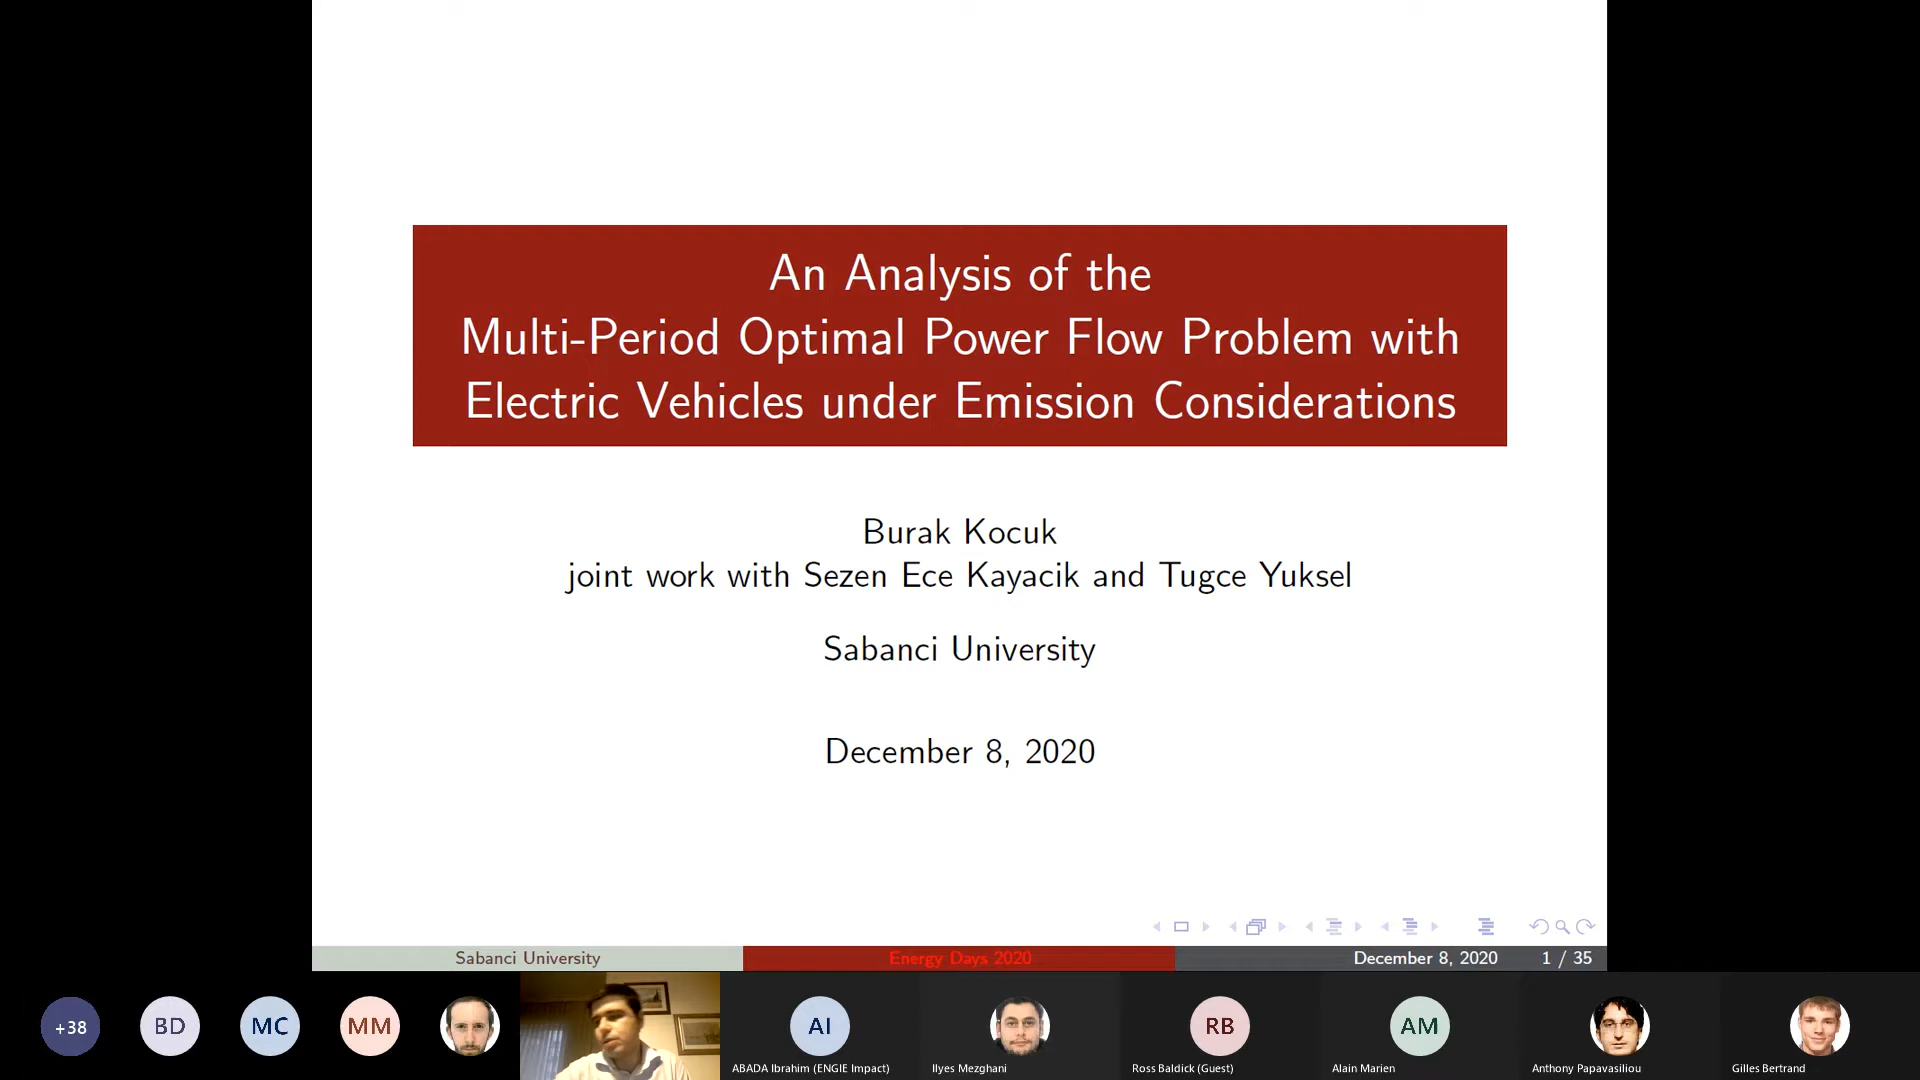 An Analysis of the
Multi-Period Optimal Power Flow Problem with
Electric Vehicles under Emission Considerations
Burak Kocuk
joint work with Sezen Ece Kayacik and Tugce Yuksel
Sabanci University
December 8, 2020
Sabanci University
Energy Days 2020
December 8, 2020
1 / 35
+38
BD
MC
MM
AI
RB
AM
ABADA Ibrahim (ENGIE Impact)
Ilyes Mezghani
Ross Baldick (Guest)
Alain Marien
Anthony Papavasiliou
Gilles Bertrand